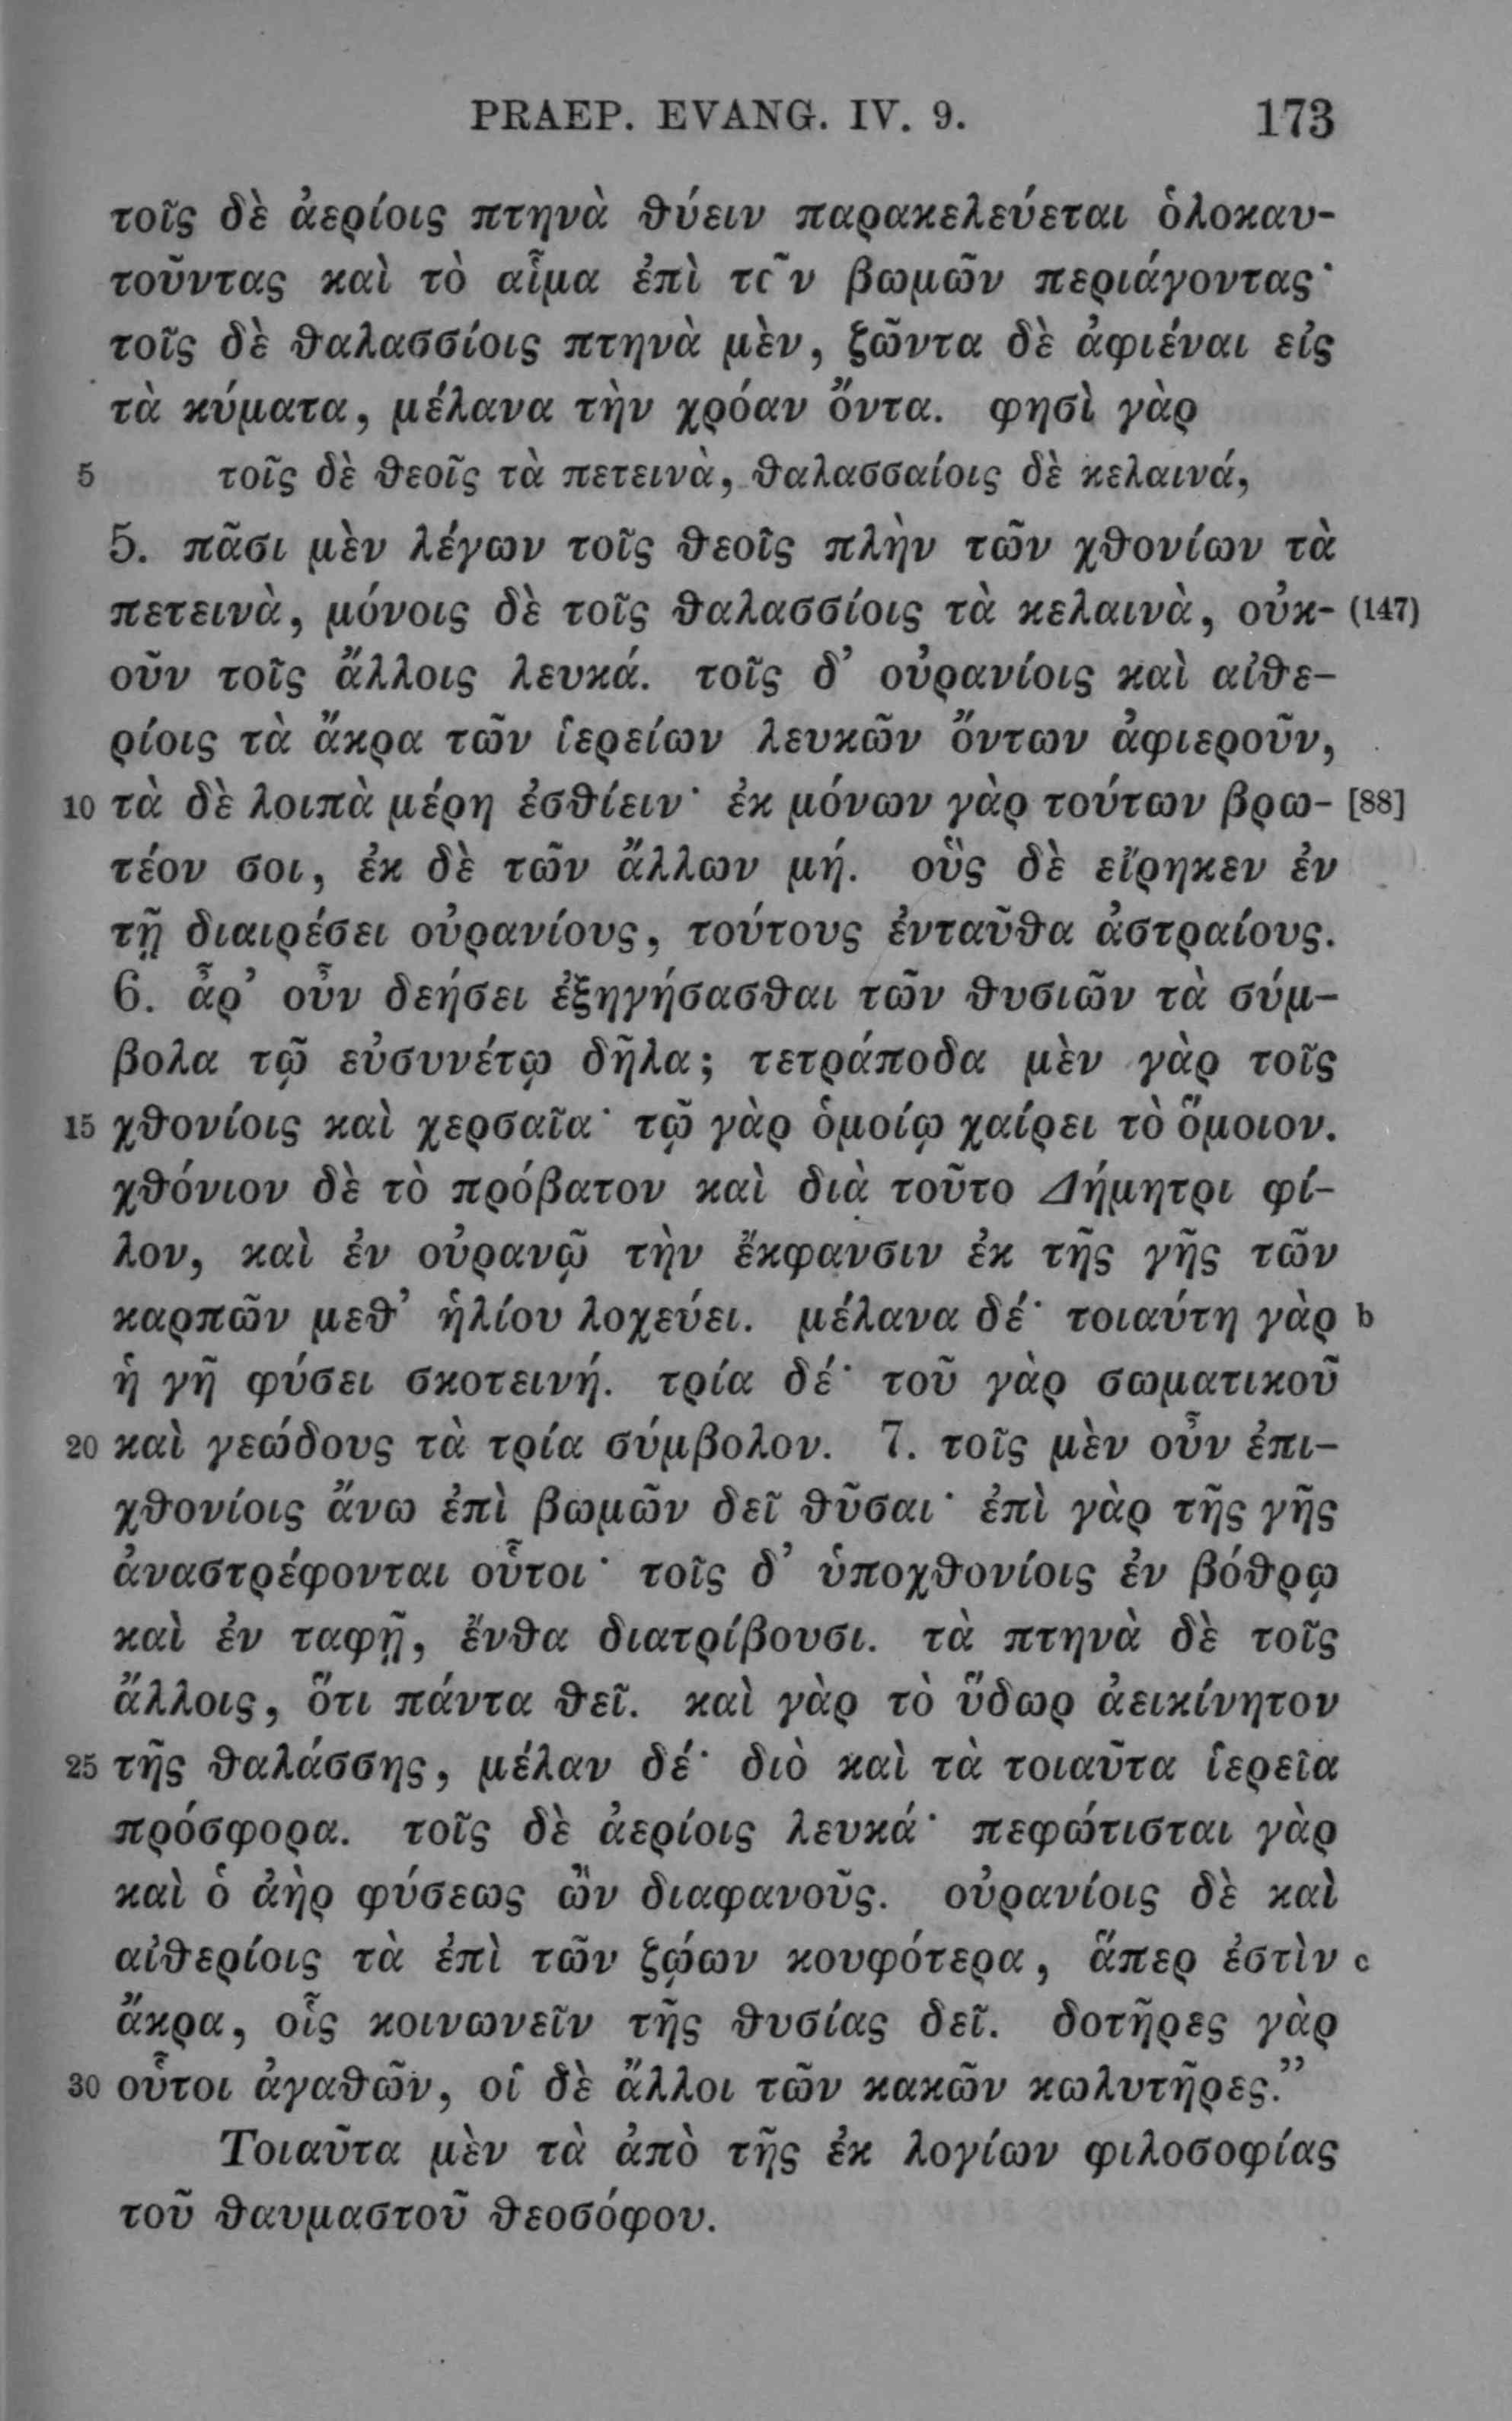 PRAEP. EVANG. IV. 9. 173
τοῖς δὲ ἀερίοις πτηνὰ θύειν παρακελεύεται ὁλοκαυ-
τοῦντας καὶ τὸ αἷμα ἐπὶ τῶν βωμῶν περιάγοντας·
τοῖς δὲ θαλασσίοις πτηνὰ μὲν, ζῶντα δὲ ἀφιέναι εἰς
τὰ κύματα, μέλανα τὴν χρόαν ὄντα. φησὶ γὰρ
5 τοῖς δὲ θεοῖς τὰ πετεινὰ, θαλασσαίοις δὲ κελαινά,
5. πᾶσι μὲν λέγων τοῖς θεοῖς πλὴν τῶν χθονίων τὰ
πετεινὰ, μόνοις δὲ τοῖς θαλασσίοις τὰ κελαινὰ, οὐκ- (147)
οῦν τοῖς ἄλλοις λευκά. τοῖς δ’ οὐρανίοις καὶ αἰθε-
ρίοις τὰ ἄκρα τῶν ἱερείων λευκῶν ὄντων ἀφιεροῦν,
10 τὰ δὲ λοιπὰ μέρη ἐσθίειν· ἐκ μόνων γὰρ τούτων βρω- [88]
τέον σοι, ἐκ δὲ τῶν ἄλλων μή. οὓς δὲ εἴρηκεν ἐν
τῇ διαιρέσει οὐρανίους, τούτους ἐνταῦθα ἀστραίους.
6. ἆρ’ οὖν δεήσει ἐξηγήσασθαι τῶν θυσιῶν τὰ σύμ-
βολα τῷ εὐσυνέτῳ δῆλα; τετράποδα μὲν γὰρ τοῖς
15 χθονίοις καὶ χερσαῖα· τῷ γὰρ ὁμοίῳ χαίρει τὸ ὅμοιον.
χθόνιον δὲ τὸ πρόβατον καὶ διὰ τοῦτο Δήμητρι φί-
λον, καὶ ἐν οὐρανῷ τὴν ἔκφανσιν ἐκ τῆς γῆς τῶν
καρπῶν μεθ’ ἡλίου λοχεύει. μέλανα δέ· τοιαύτη γὰρ b
ἡ γῆ φύσει σκοτεινή. τρία δέ· τοῦ γὰρ σωματικοῦ
20 καὶ γεώδους τὰ τρία σύμβολον. 7. τοῖς μὲν οὖν ἐπι-
χθονίοις ἄνω ἐπὶ βωμῶν δεῖ θῦσαι· ἐπὶ γὰρ τῆς γῆς
ἀναστρέφονται οὗτοι· τοῖς δ’ ὑποχθονίοις ἐν βόθρῳ
καὶ ἐν ταφῇ, ἔνθα διατρίβουσι. τὰ πτηνὰ δὲ τοῖς
ἄλλοις, ὅτι πάντα θεῖ. καὶ γὰρ τὸ ὕδωρ ἀεικίνητον
25 τῆς θαλάσσης, μέλαν δέ· διὸ καὶ τὰ τοιαῦτα ἱερεῖα
πρόσφορα. τοῖς δὲ ἀερίοις λευκά· πεφώτισται γὰρ
καὶ ὁ ἀὴρ φύσεως ὢν διαφανοῦς. οὐρανίοις δὲ καὶ
αἰθερίοις τὰ ἐπὶ τῶν ζῴων κουφότερα, ἅπερ ἐστὶν c
ἄκρα, οἷς κοινωνεῖν τῆς θυσίας δεῖ. δοτῆρες γὰρ
30 οὗτοι ἀγαθῶν, οἱ δὲ ἄλλοι τῶν κακῶν κωλυτῆρες.”
Τοιαῦτα μὲν τὰ ἀπὸ τῆς ἐκ λογίων φιλοσοφίας
τοῦ θαυμαστοῦ θεοσόφου.